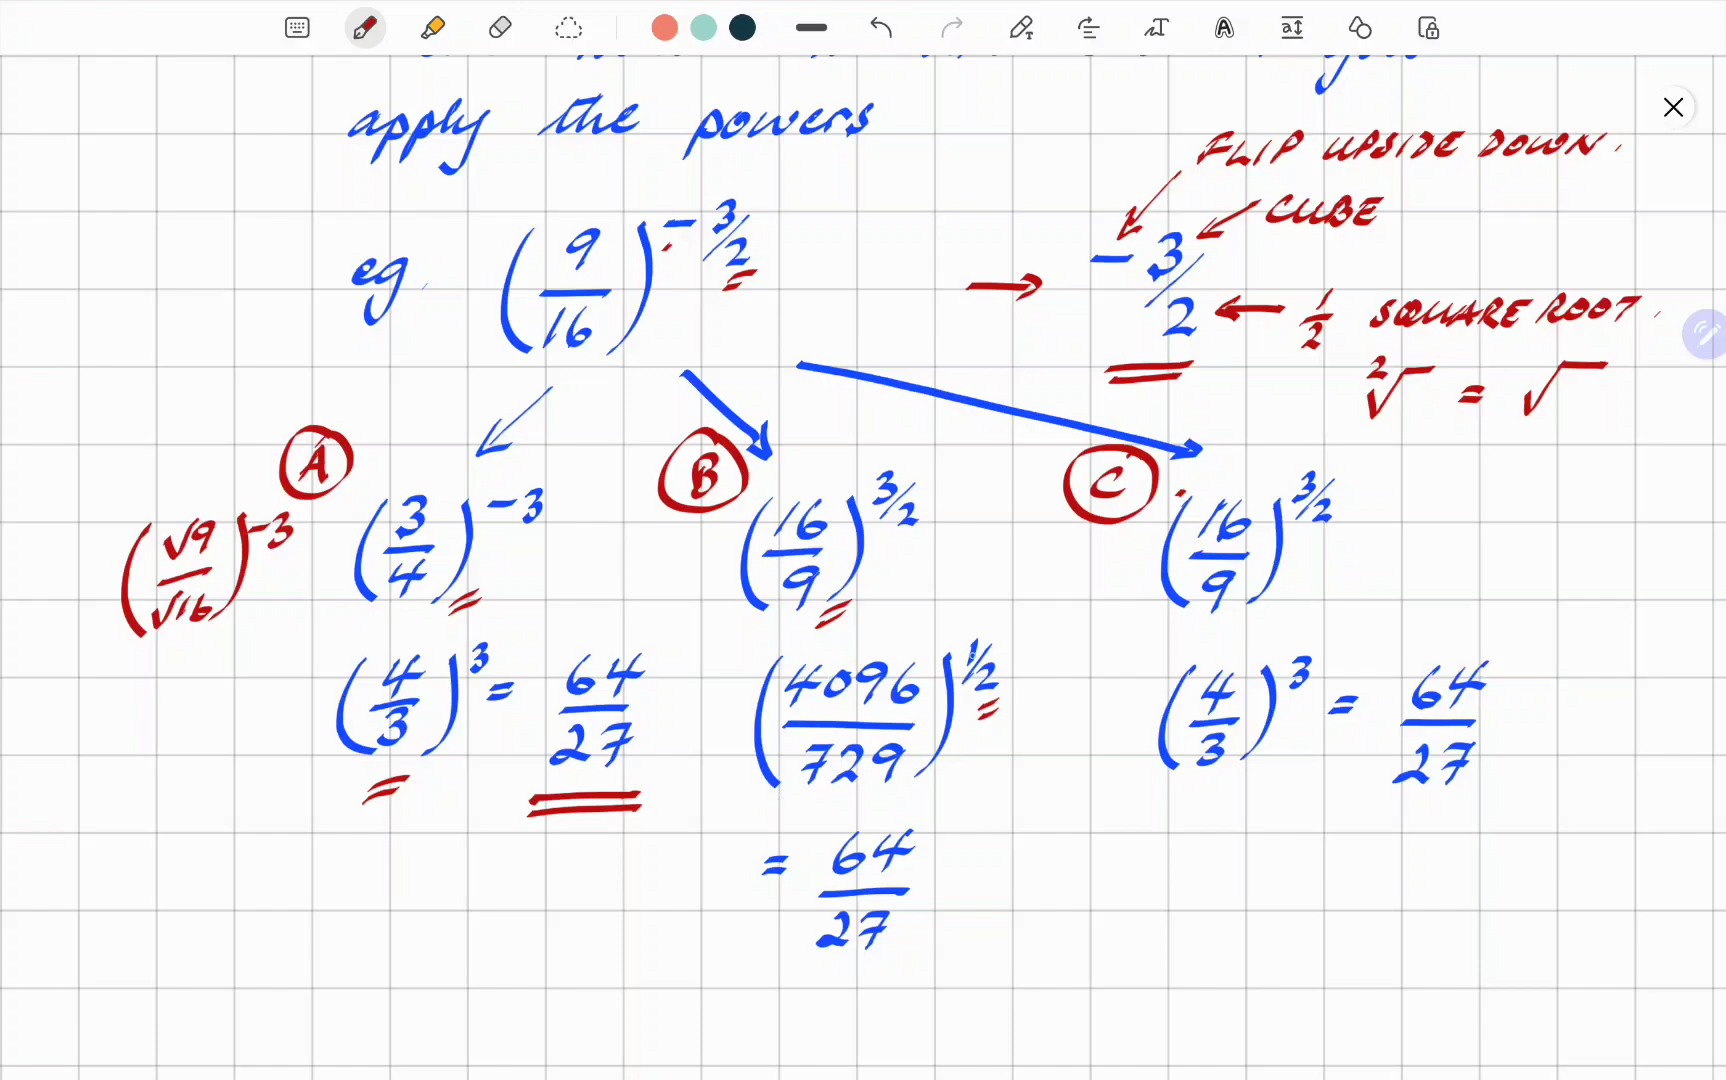 apply the powers
FLIP UPSIDE DOWN.
CUBE
eg. (9/16)^-3/2 → -3/2 ← 1/2 SQUARE ROOT.
²√ = √
A B C
(√9/√16)^-3 (3/4)^-3 (16/9)^3/2 (16/9)^3/2
(4/3)^3 = 64/27 (4096/729)^1/2 (4/3)^3 = 64/27
= 64/27